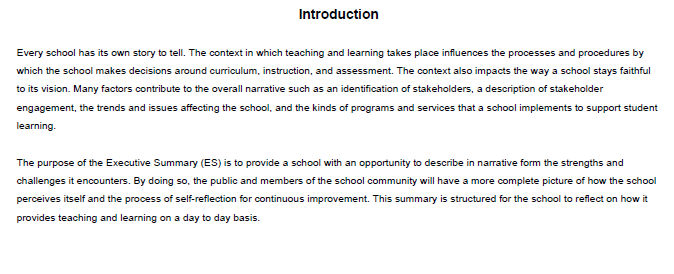 Introduction
Every school has its own story to tell. The context in which teaching and learning takes place influences the processes and procedures by
which the school makes decisions around curriculum, instruction, and assessment. The context also impacts the way a school stays faithful
to its vision. Many factors contribute to the overall narrative such as an identification of stakeholders, a description of stakeholder
engagement, the trends and issues affecting the school, and the kinds of programs and services that a school implements to support student
learning.
The purpose of the Executive Summary (ES) is to provide a school with an opportunity to describe in narrative form the strengths and
challenges it encounters. By doing so, the public and members of the school community will have a more complete picture of how the school
perceives itself and the process of self-reflection for continuous improvement. This summary is structured for the school to reflect on how it
provides teaching and learning on a day to day basis.